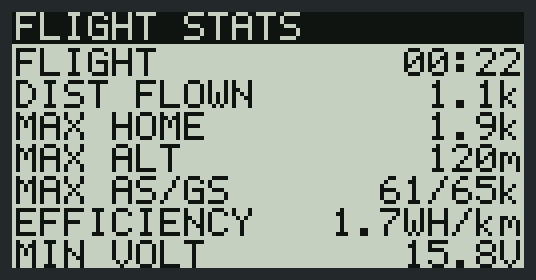 FLIGHT STATS
FLIGHT 00:22
DIST FLOWN 1.1k
MAX HOME 1.9k
MAX ALT 120m
MAX AS/GS 61/65k
EFFICIENCY 1.7WH/km
MIN VOLT 15.8V